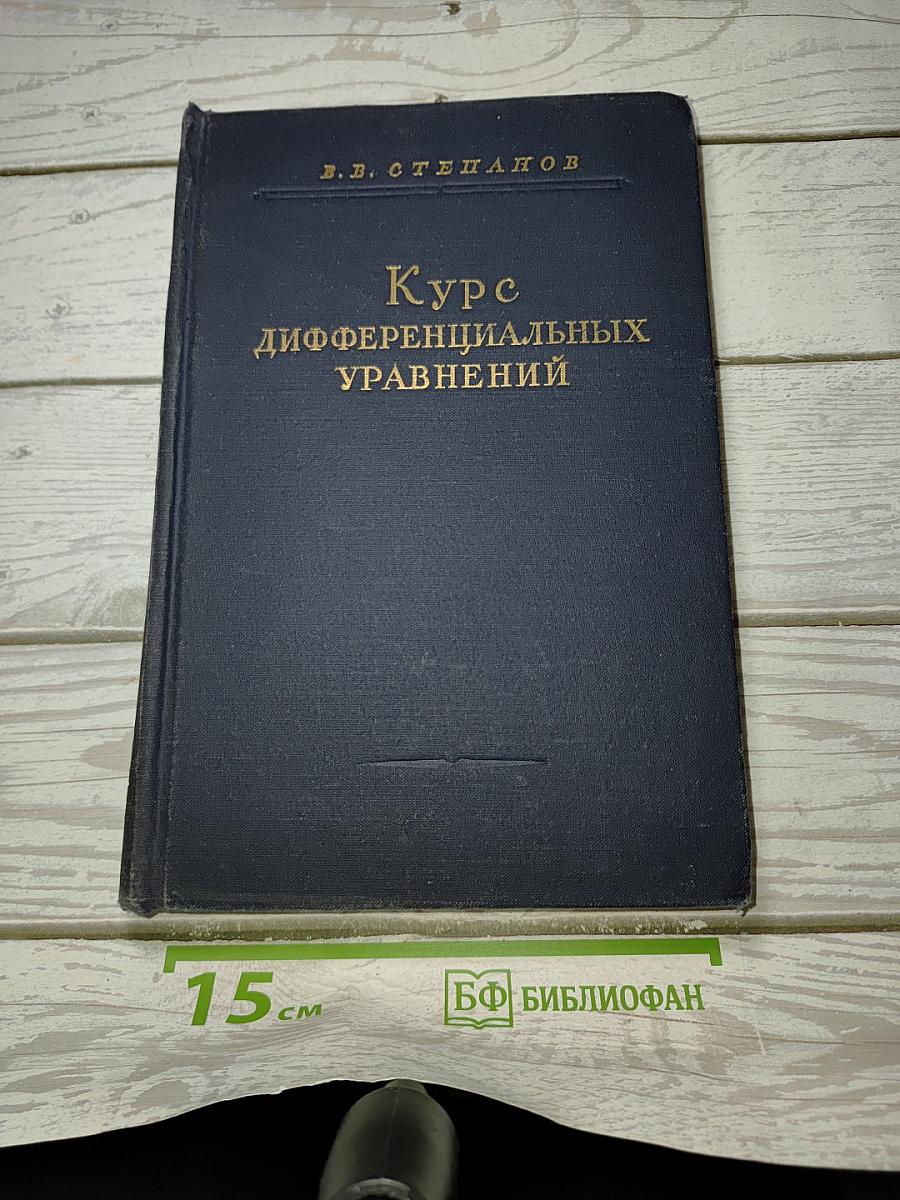 В. В. СТЕПАНОВ
Курс
ДИФФЕРЕНЦИАЛЬНЫХ
УРАВНЕНИЙ
15 см
БФ БИБЛИОФАН